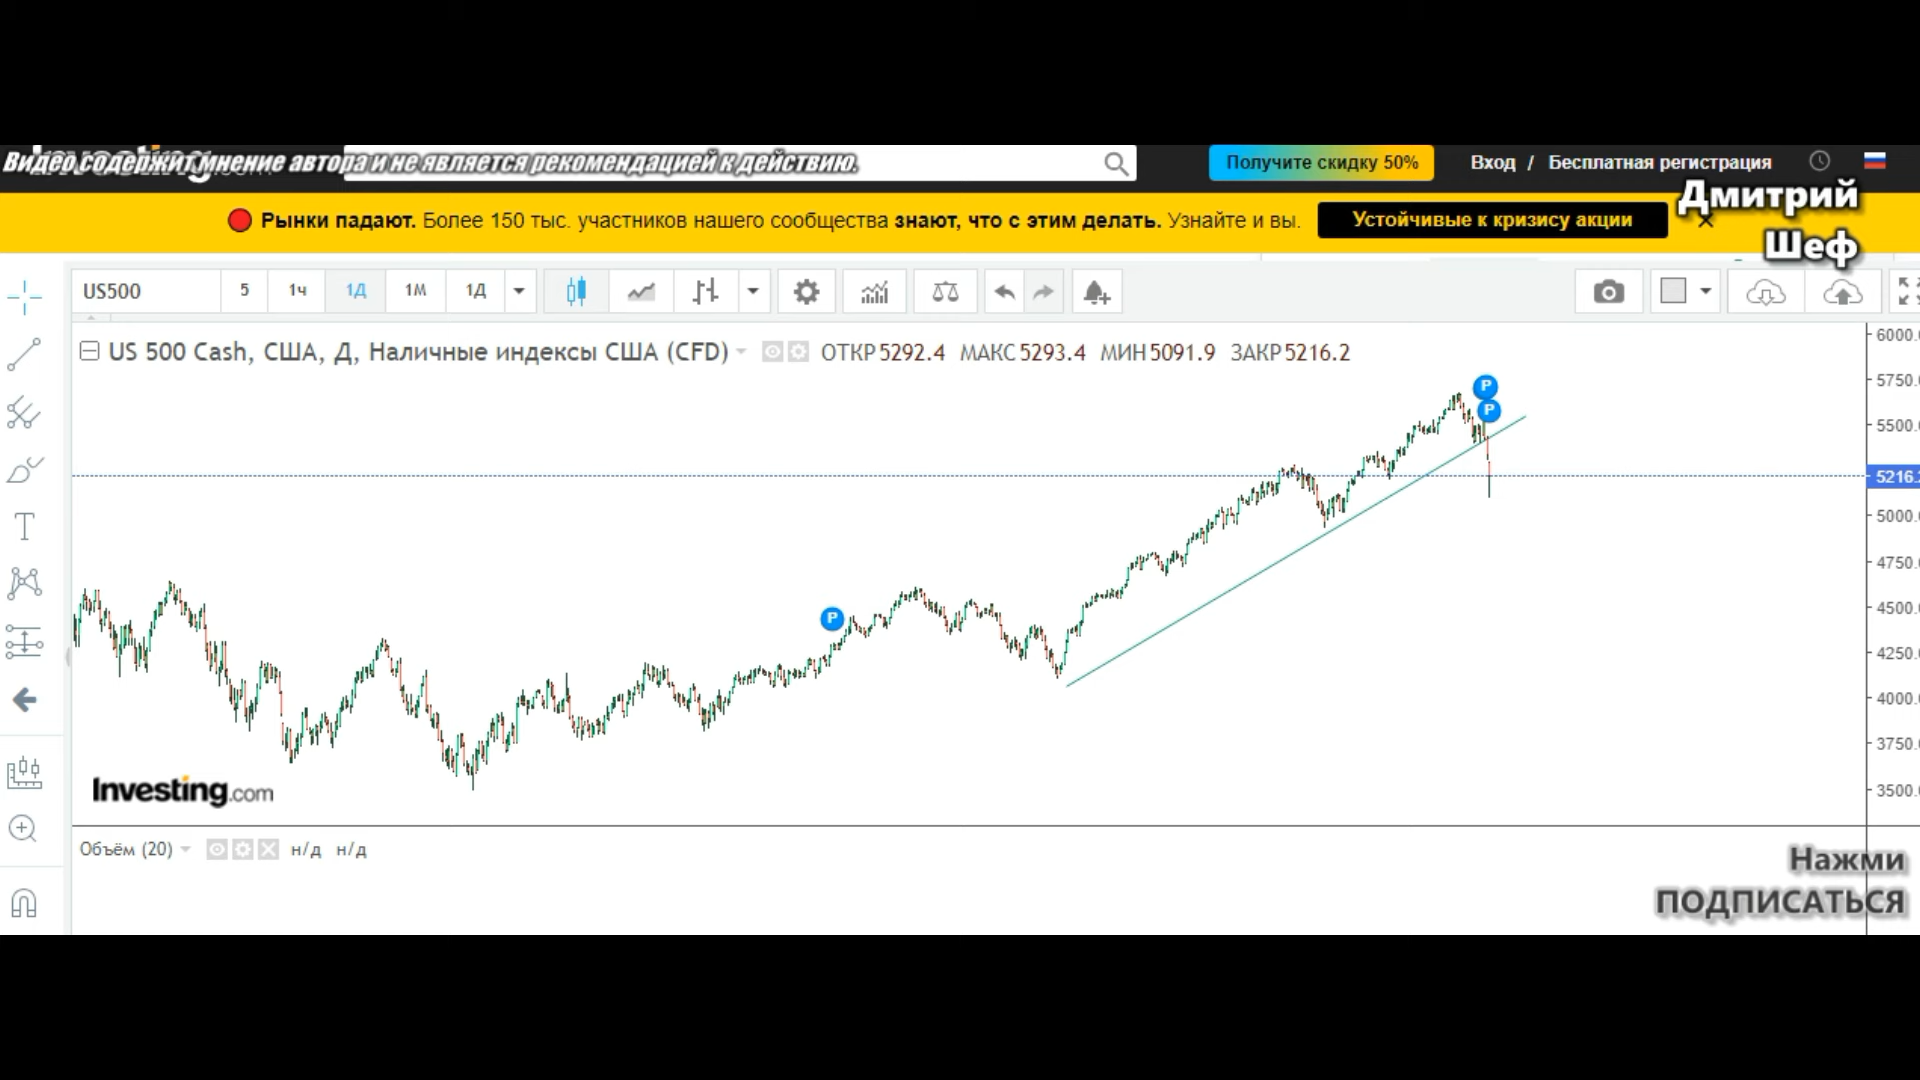 Видео содержит мнение автора и не является рекомендацией к действию.
Получите скидку 50%
Вход / Бесплатная регистрация
Дмитрий
Шеф
Рынки падают. Более 150 тыс. участников нашего сообщества знают, что с этим делать. Узнайте и вы.
Устойчивые к кризису акции
US500 5 1ч 1Д 1М 1Д
US 500 Cash, США, Д, Наличные индексы США (CFD) ОТКР 5292.4 МАКС 5293.4 МИН 5091.9 ЗАКР 5216.2
6000.
5750.
P
P
5500.
5216.
5000.
4750.
P
4500.
4250.
4000.
3750.
Investing.com
3500.
Объём (20) н/д н/д
Нажми
ПОДПИСАТЬСЯ